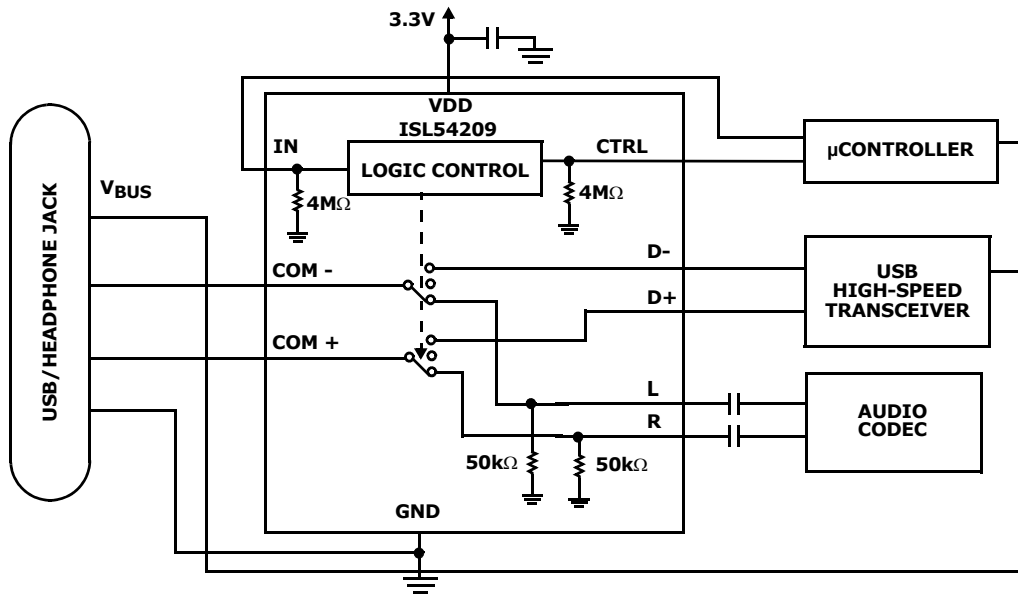 3.3V
VDD
ISL54209
IN
LOGIC CONTROL
CTRL
µCONTROLLER
4MΩ
4MΩ
VBUS
USB/HEADPHONE JACK
COM -
COM +
D-
D+
USB
HIGH-SPEED
TRANSCEIVER
L
R
AUDIO
CODEC
50kΩ
50kΩ
GND